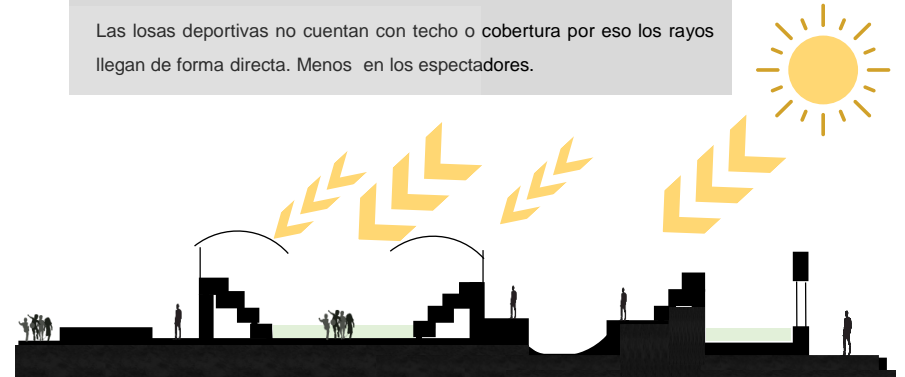 Las losas deportivas no cuentan con techo o cobertura por eso los rayos
llegan de forma directa. Menos en los espectadores.